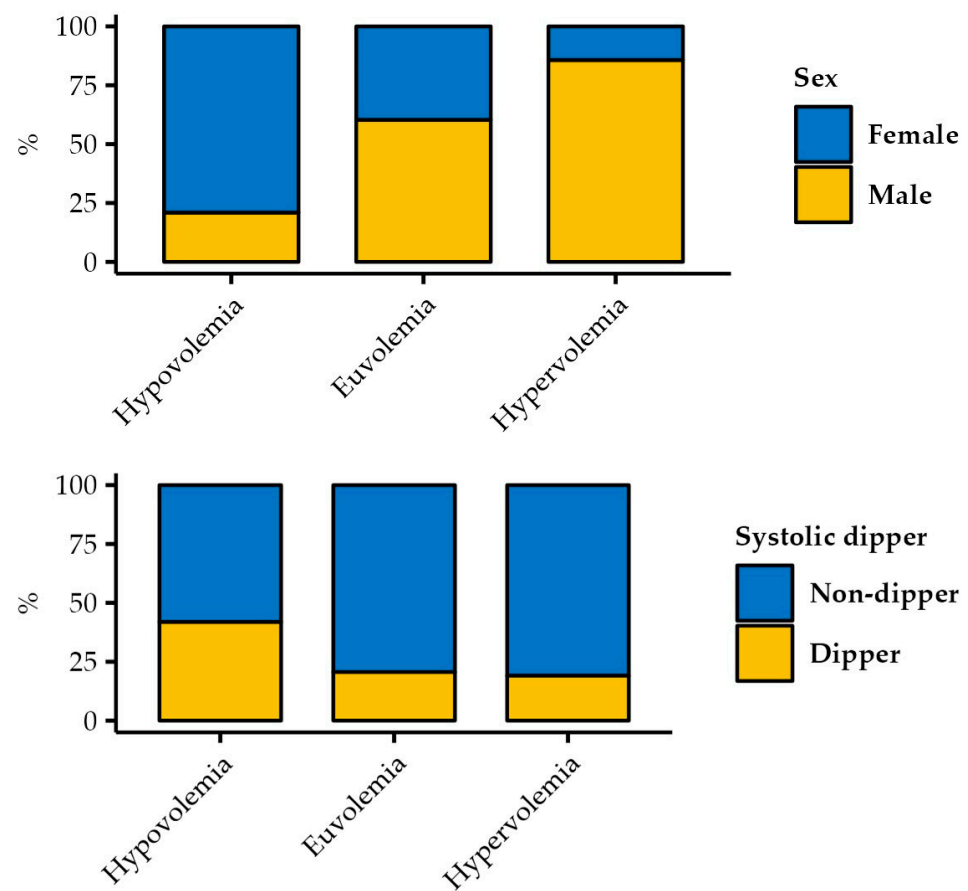 100
75
50
25
0
%
Hypovolemia
Euvolemia
Hypervolemia
Sex
Female
Male
100
75
50
25
0
%
Hypovolemia
Euvolemia
Hypervolemia
Systolic dipper
Non-dipper
Dipper